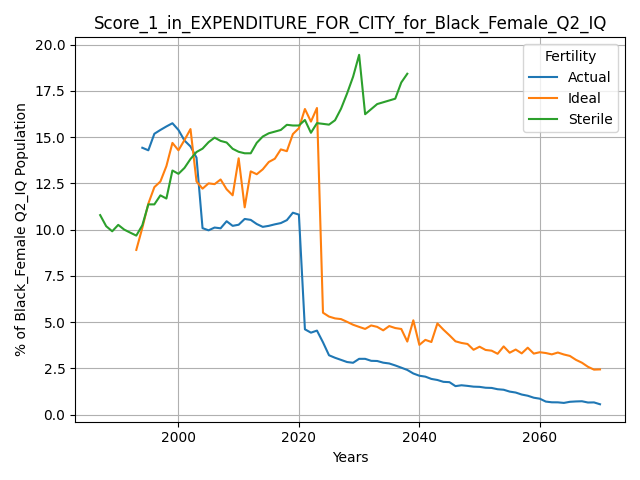 Score_1_in_EXPENDITURE_FOR_CITY_for_Black_Female_Q2_IQ
% of Black_Female Q2_IQ Population
20.0
17.5
15.0
12.5
10.0
7.5
5.0
2.5
0.0
Fertility
Actual
Ideal
Sterile
2000
2020
2040
2060
Years